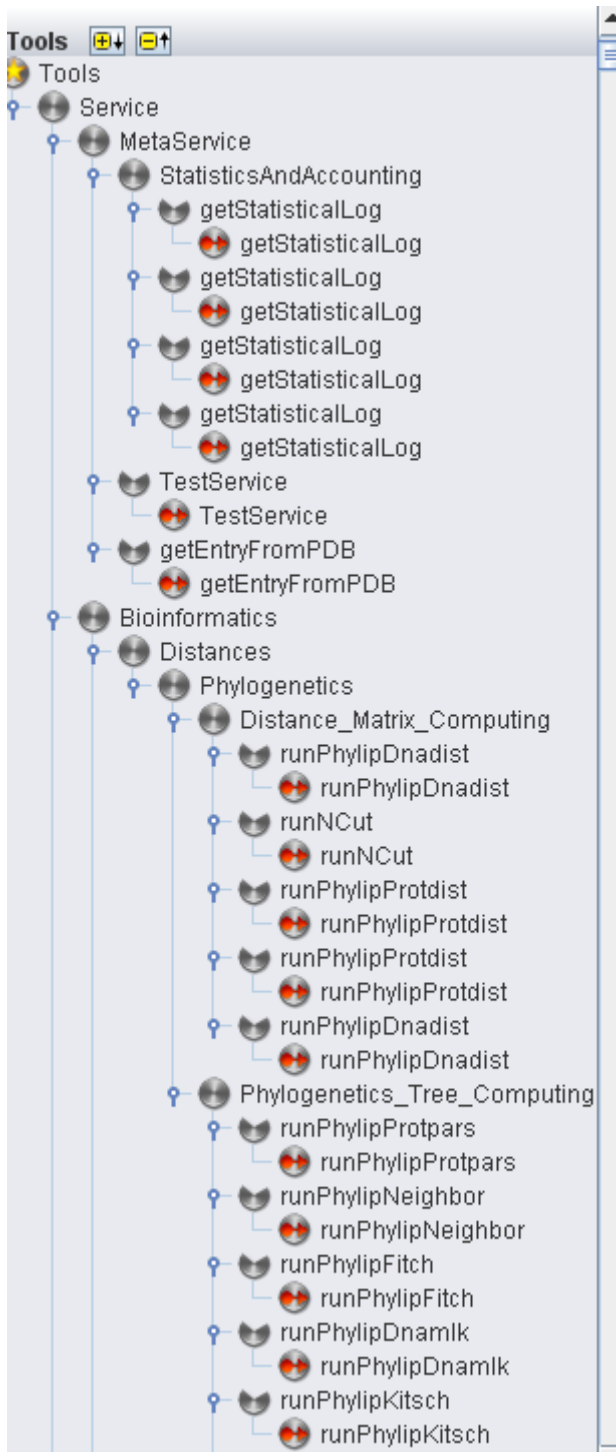 Tools
Tools
Service
MetaService
StatisticsAndAccounting
getStatisticalLog
getStatisticalLog
getStatisticalLog
getStatisticalLog
getStatisticalLog
getStatisticalLog
getStatisticalLog
getStatisticalLog
TestService
TestService
getEntryFromPDB
getEntryFromPDB
Bioinformatics
Distances
Phylogenetics
Distance_Matrix_Computing
runPhylipDnadist
runPhylipDnadist
runNCut
runNCut
runPhylipProtdist
runPhylipProtdist
runPhylipProtdist
runPhylipProtdist
runPhylipDnadist
runPhylipDnadist
Phylogenetics_Tree_Computing
runPhylipProtpars
runPhylipProtpars
runPhylipNeighbor
runPhylipNeighbor
runPhylipFitch
runPhylipFitch
runPhylipDnamlk
runPhylipDnamlk
runPhylipKitsch
runPhylipKitsch